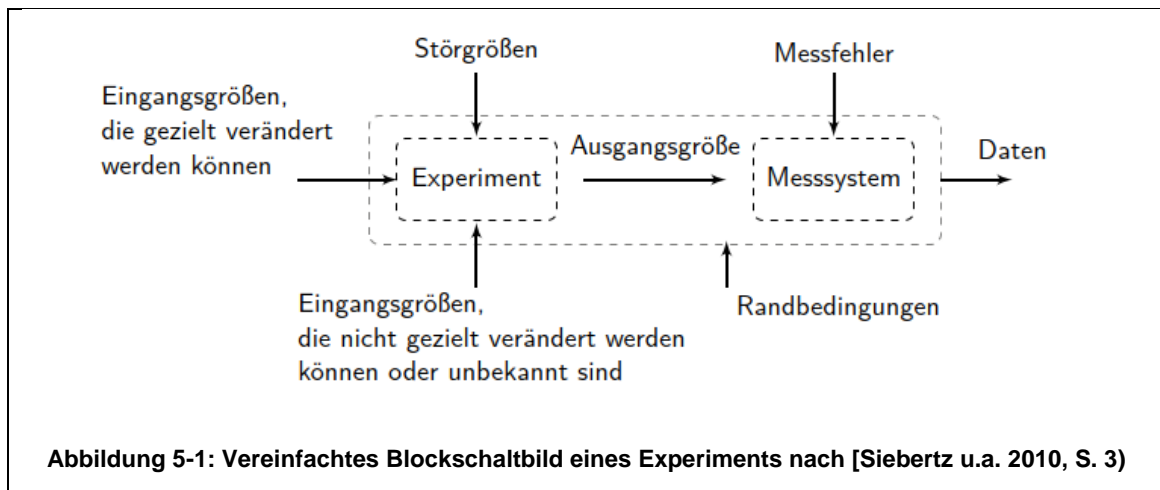 Störgrößen
Messfehler
Eingangsgrößen,
die gezielt verändert
werden können
Ausgangsgröße
Daten
Experiment
Messsystem
Eingangsgrößen,
die nicht gezielt verändert werden
können oder unbekannt sind
Randbedingungen
Abbildung 5-1: Vereinfachtes Blockschaltbild eines Experiments nach [Siebertz u.a. 2010, S. 3)